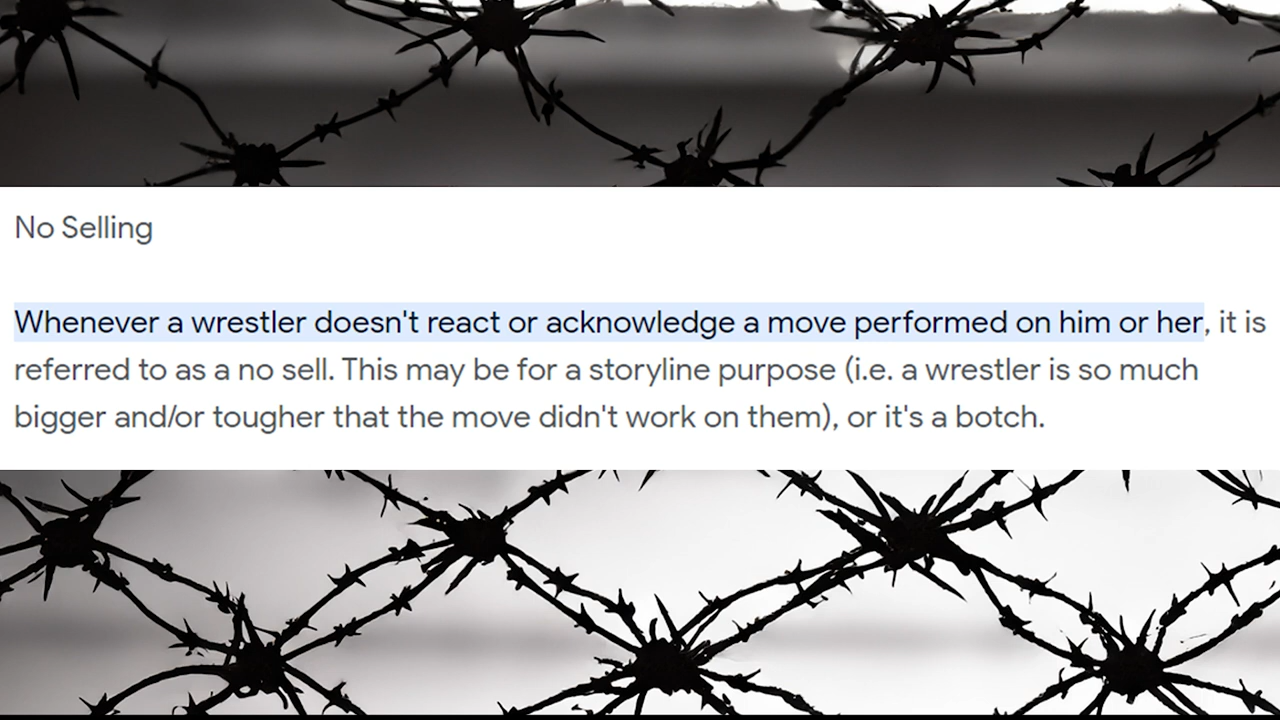 No Selling
Whenever a wrestler doesn't react or acknowledge a move performed on him or her, it is
referred to as a no sell. This may be for a storyline purpose (i.e. a wrestler is so much
bigger and/or tougher that the move didn't work on them), or it's a botch.